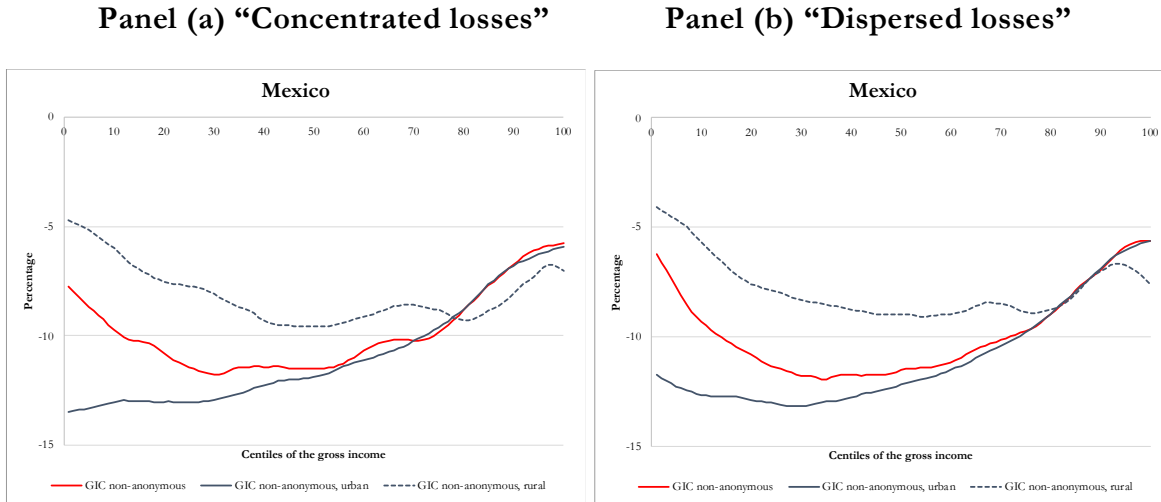 Panel (a) “Concentrated losses”
Panel (b) “Dispersed losses”
Mexico
0
0 10 20 30 40 50 60 70 80 90 100
-5
-10
-15
Percentage
Centiles of the gross income
GIC non-anonymous GIC non-anonymous, urban GIC non-anonymous, rural
Mexico
0
0 10 20 30 40 50 60 70 80 90 100
-5
-10
-15
Percentage
Centiles of the gross income
GIC non-anonymous GIC non-anonymous, urban GIC non-anonymous, rural